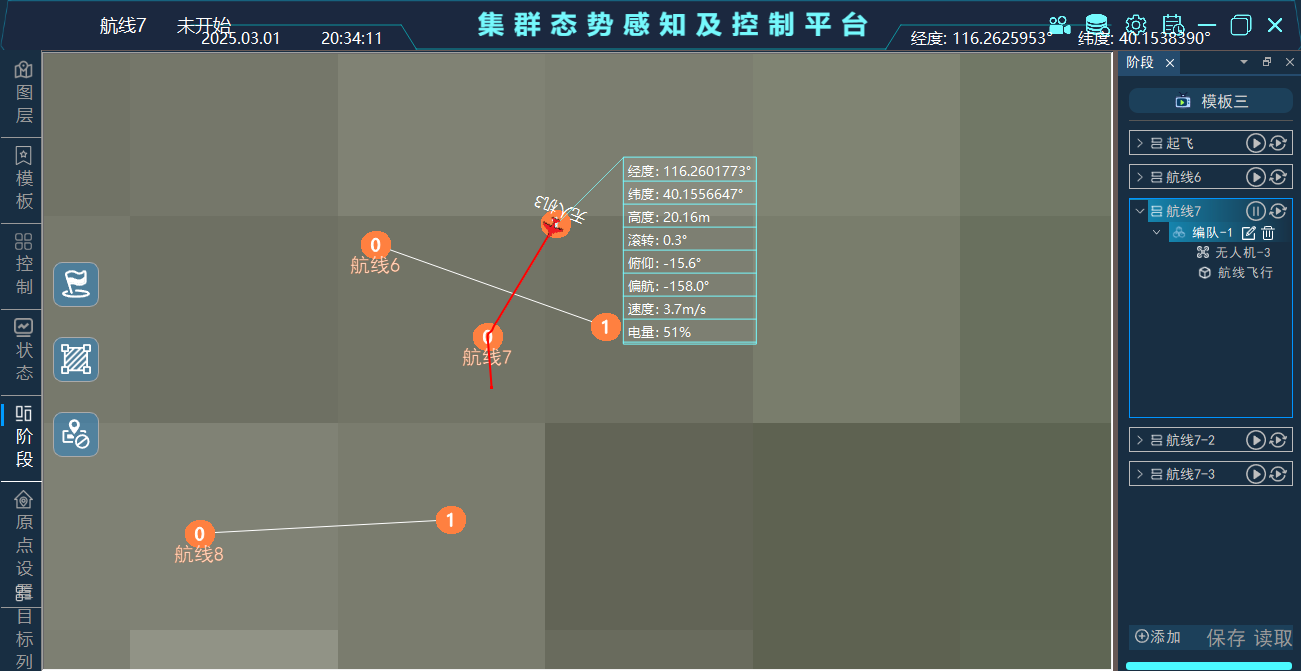 航线7 未开始
2025.03.01 20:34:11
集群态势感知及控制平台
经度: 116.2625953° 纬度: 40.1538390°
图层
模板
控制
状态
阶段
原点设置
目标列
无人机3
经度: 116.2601773°
纬度: 40.1556647°
高度: 20.16m
滚转: 0.3°
俯仰: -15.6°
偏航: -158.0°
速度: 3.7m/s
电量: 51%
0
航线6
1
0
航线7
0
航线8
1
阶段
模板三
起飞
航线6
航线7
编队-1
无人机-3
航线飞行
航线7-2
航线7-3
添加 保存 读取